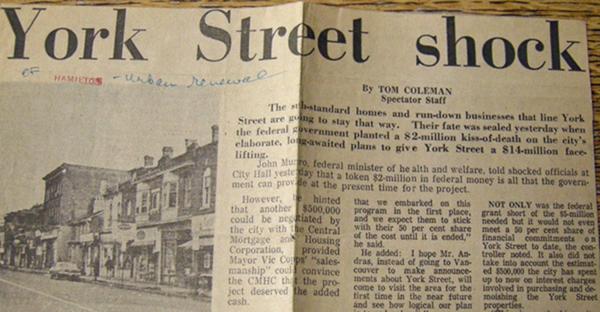 York Street shock
cf HAMILTON - Urban renewal
By TOM COLEMAN
Spectator Staff
The sub-standard homes and run-down businesses that line York
Street are going to stay that way. Their fate was sealed yesterday when
the federal government planted a $2-million kiss-of-death on the city's
elaborate, long-awaited plans to give York Street a $14-million face-
lifting.
John Munro, federal minister of health and welfare, told shocked officials at
City Hall yesterday that a token $2-million in federal money is all that the govern-
ment can provide at the present time for the project.
However, he hinted
that another $500,000
could be negotiated by
the city with the Central
Mortgage and Housing
Corporation, provided
Mayor Vic Copps' "sales-
manship" could convince
the CMHC that the pro-
ject deserved the added
cash.
that we embarked on this
program in the first place,
and we expect them to stick
with their 50 per cent share
of the cost until it is ended,"
he said.
He added: I hope Mr. An-
dras, instead of going to Van-
couver to make announce-
ments about York Street, will
come to visit the area for the
first time in the near future
and see how logical our plan
NOT ONLY was the federal
grant short of the $5-million
needed but it would not even
meet a 50 per cent share of
financial commitments on
York Street to date, the con-
troller noted. It also did not
take into account the estimat-
ed $500,000 the city has spent
up to now on interest charges
involved in purchasing and de-
molishing the York Street
properties.